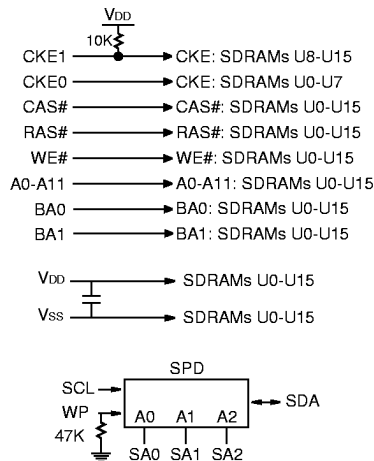 VDD
10K
CKE1 CKE: SDRAMs U8-U15
CKE0 CKE: SDRAMs U0-U7
CAS# CAS#: SDRAMs U0-U15
RAS# RAS#: SDRAMs U0-U15
WE# WE#: SDRAMs U0-U15
A0-A11 A0-A11: SDRAMs U0-U15
BA0 BA0: SDRAMs U0-U15
BA1 BA1: SDRAMs U0-U15
VDD SDRAMs U0-U15
VSS SDRAMs U0-U15
SPD
SCL
SDA
WP A0 A1 A2
47K
SA0 SA1 SA2